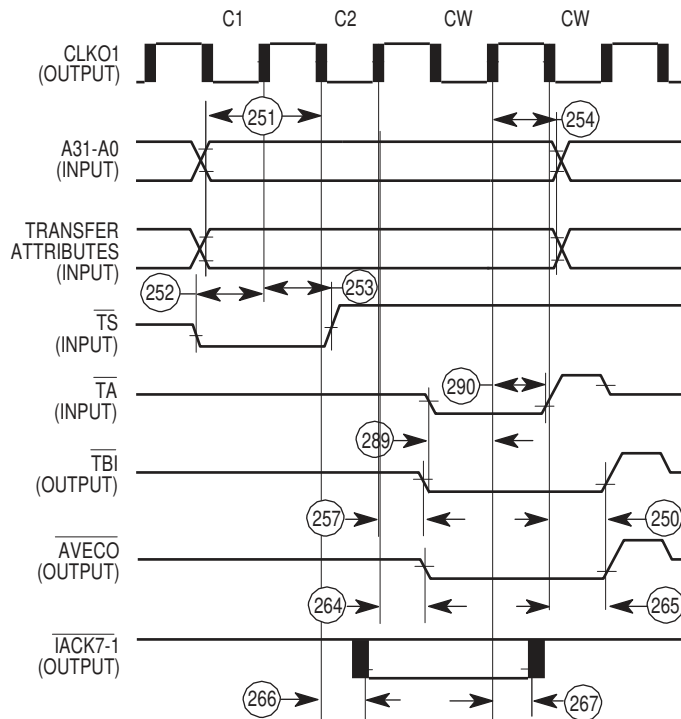 C1 C2 CW CW
CLKO1
(OUTPUT)
251
254
A31-A0
(INPUT)
TRANSFER
ATTRIBUTES
(INPUT)
252
253
TS
(INPUT)
TA
(INPUT)
290
289
TBI
(OUTPUT)
257
250
AVECO
(OUTPUT)
264
265
IACK7-1
(OUTPUT)
266
267